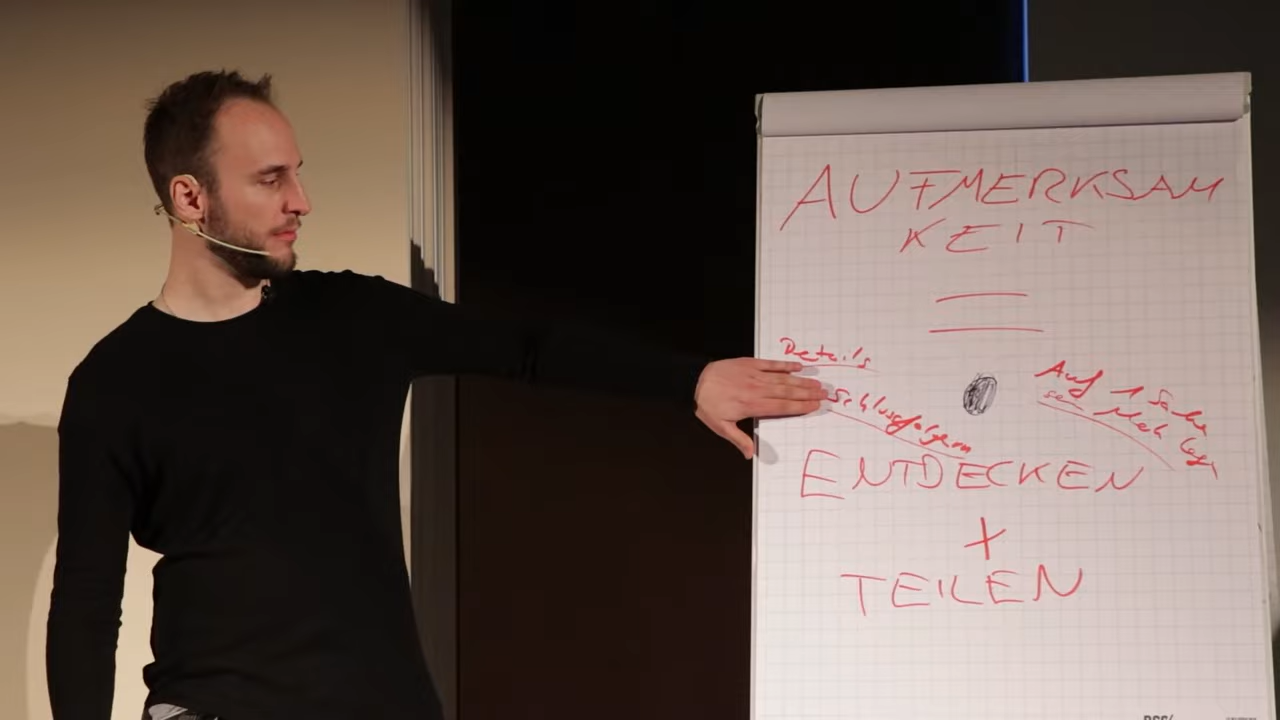 AUFMERKSAM
KEIT
=
Details
Schlussfolgern
Auf 1 Sache
ENTDECKEN
+
TEILEN